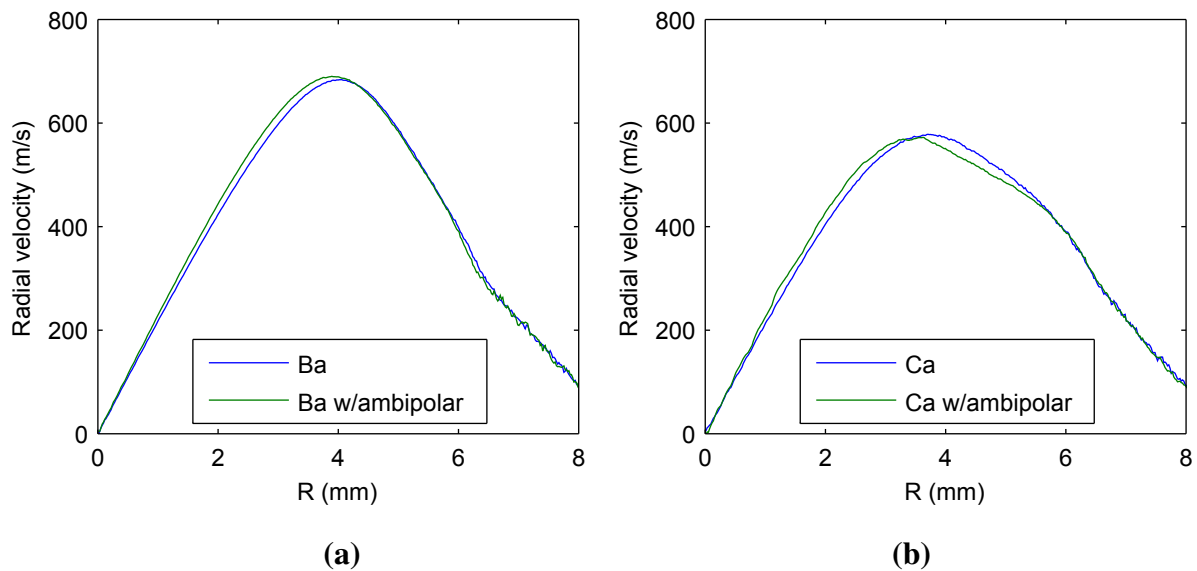 800
600
400
200
0
Radial velocity (m/s)
Ba
Ba w/ambipolar
0 2 4 6 8
R (mm)
(a)
800
600
400
200
0
Radial velocity (m/s)
Ca
Ca w/ambipolar
0 2 4 6 8
R (mm)
(b)